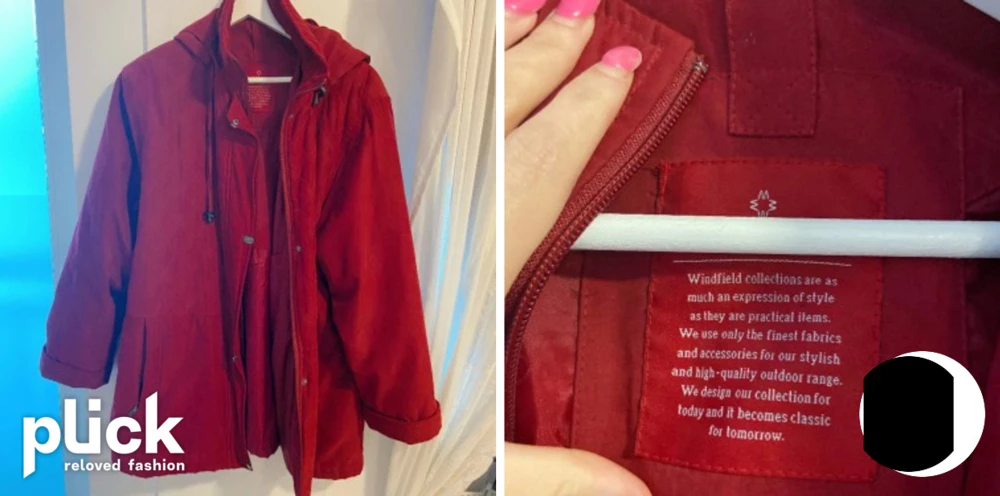 plick
reloved fashion
Windfield collections are as
much an expression of style
as they are practical items.
We use only the finest fabrics
and accessories for our stylish
and high-quality outdoor range.
We design our collection for
today and it becomes classic
for tomorrow.